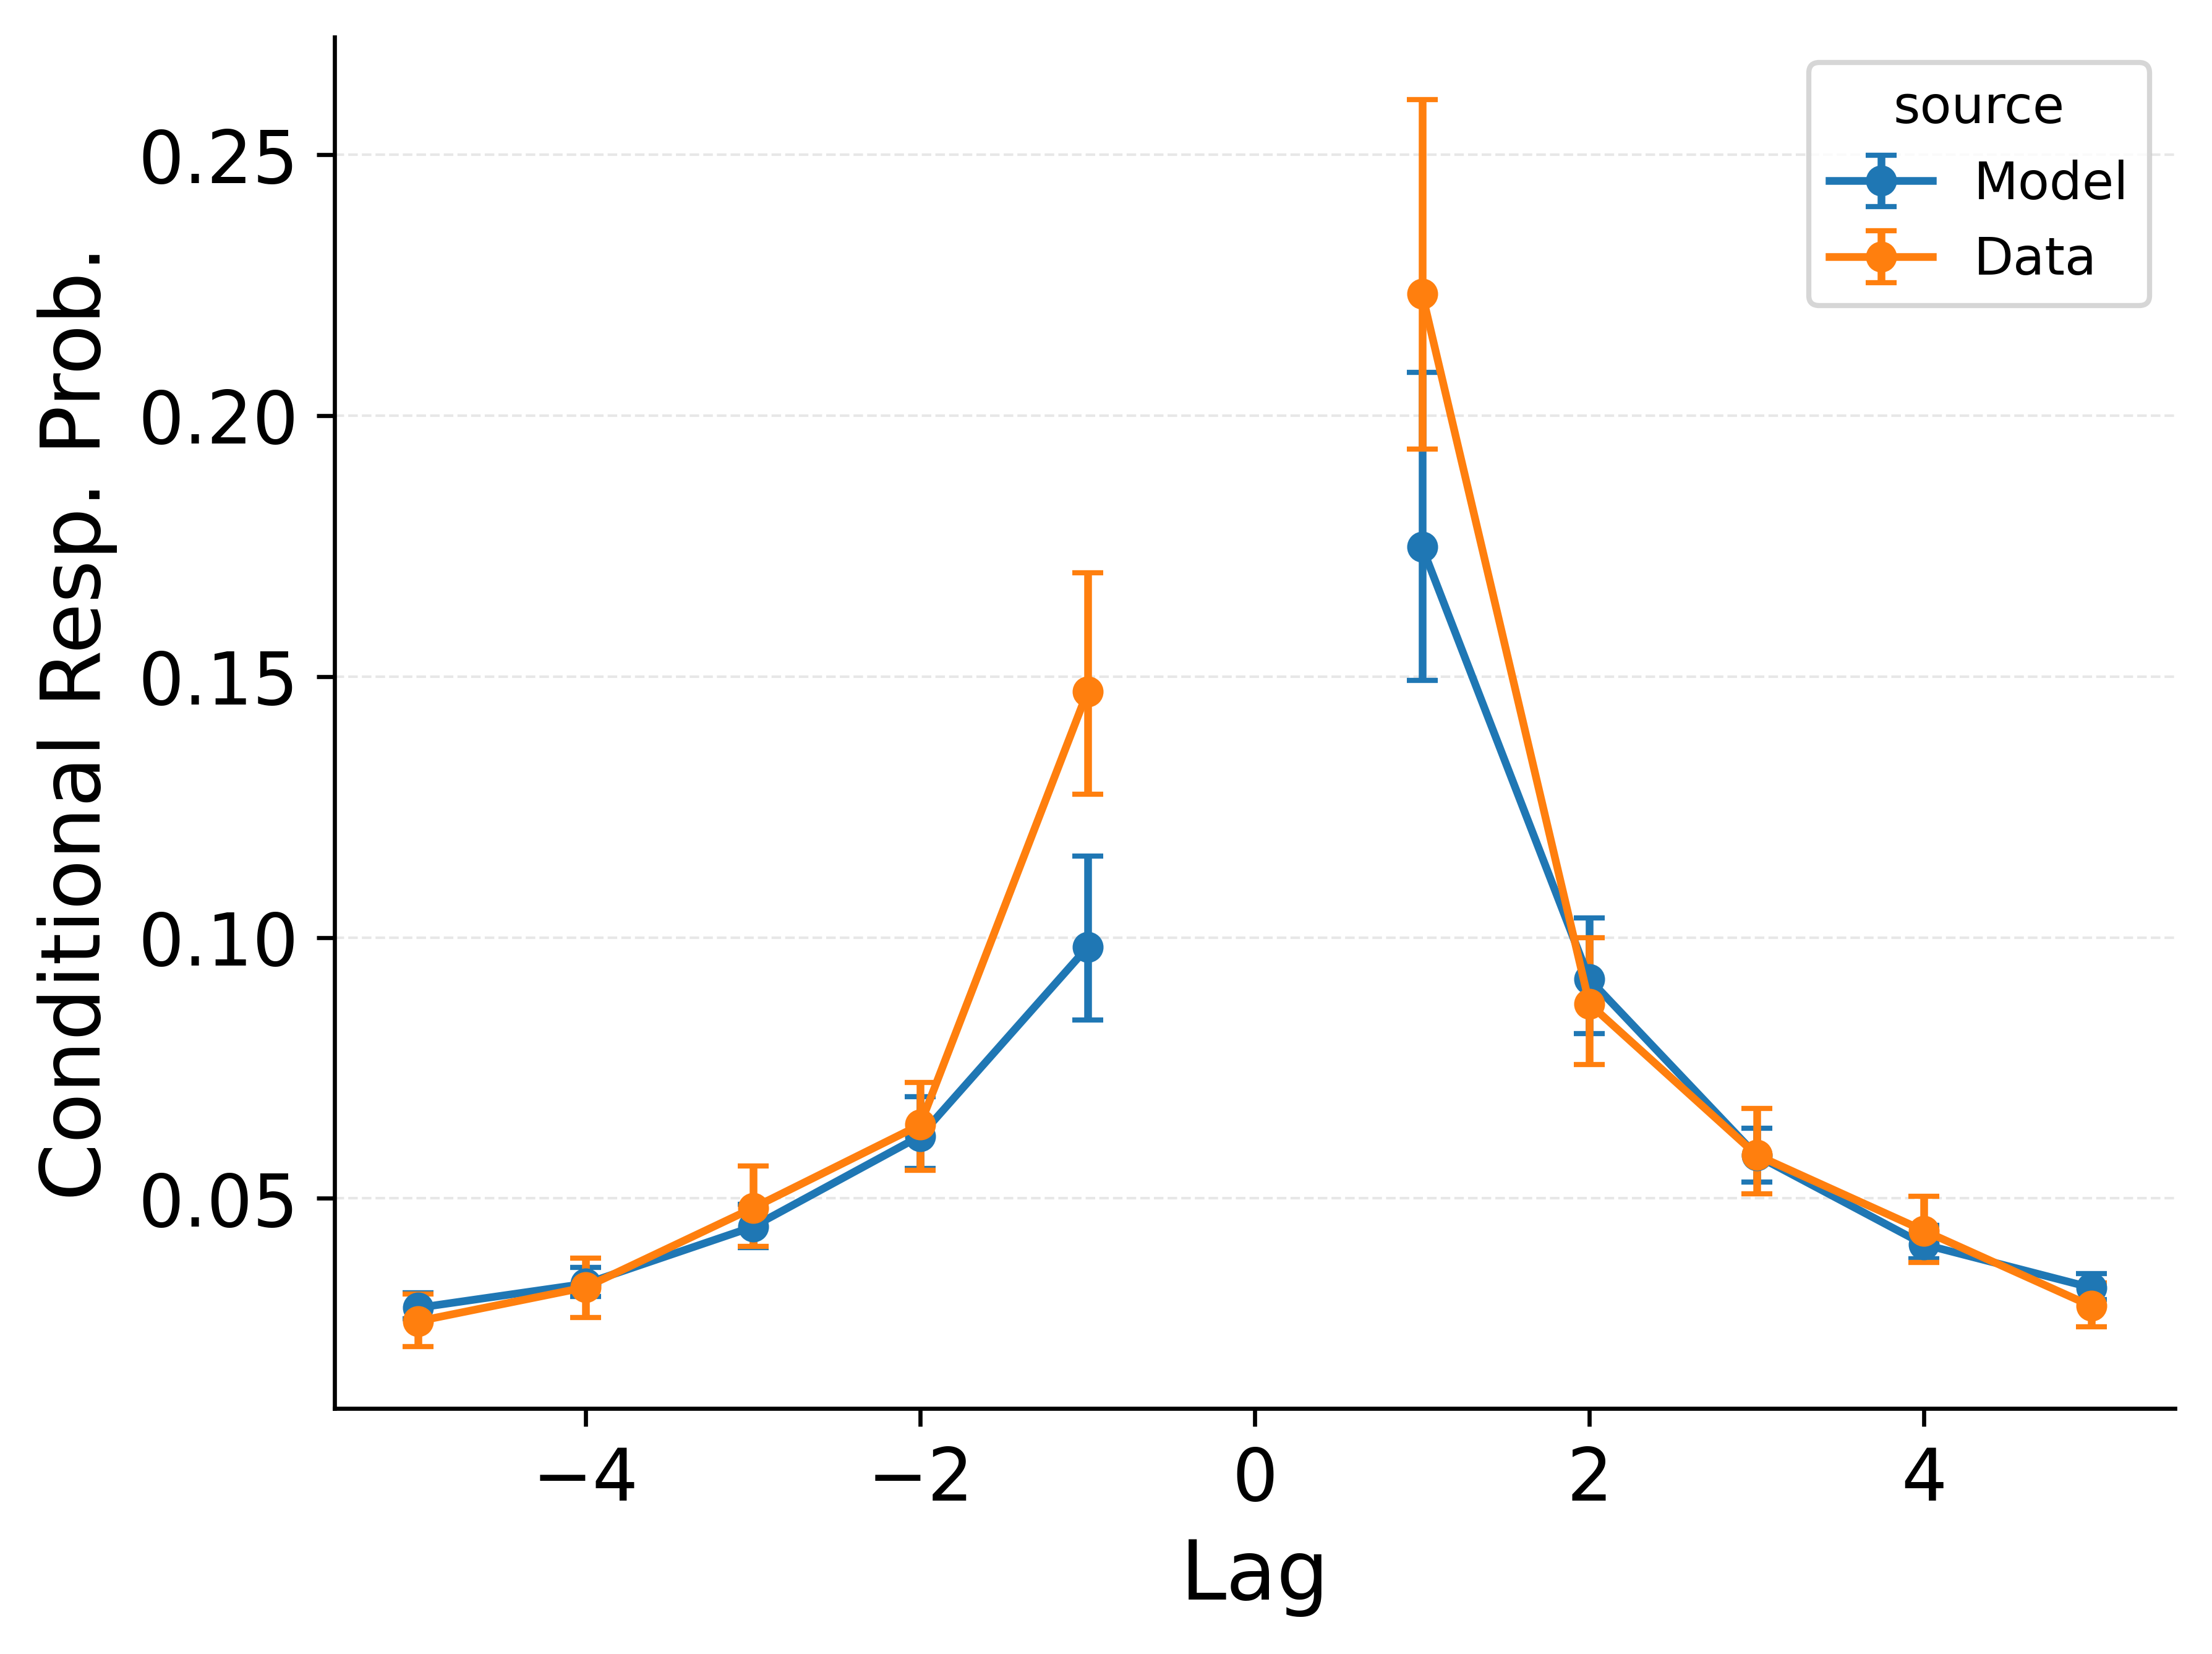 source
Model
Data
Conditional Resp. Prob.
0.25
0.20
0.15
0.10
0.05
−4
−2
0
2
4
Lag